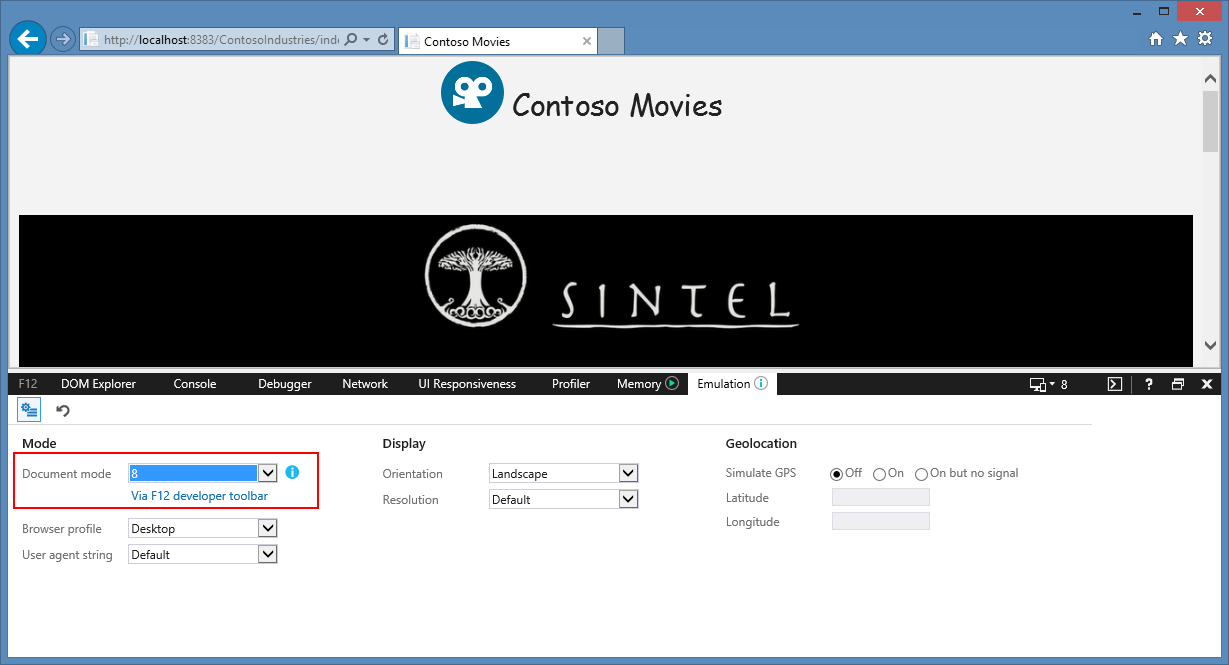 http://localhost:8383/ContosoIndustries/inde
Contoso Movies
Contoso Movies
SINTEL
F12 DOM Explorer Console Debugger Network UI Responsiveness Profiler Memory Emulation 8 ?
Mode Display Geolocation
Document mode 8 Orientation Landscape Simulate GPS Off On On but no signal
Via F12 developer toolbar Resolution Default Latitude
Browser profile Desktop Longitude
User agent string Default